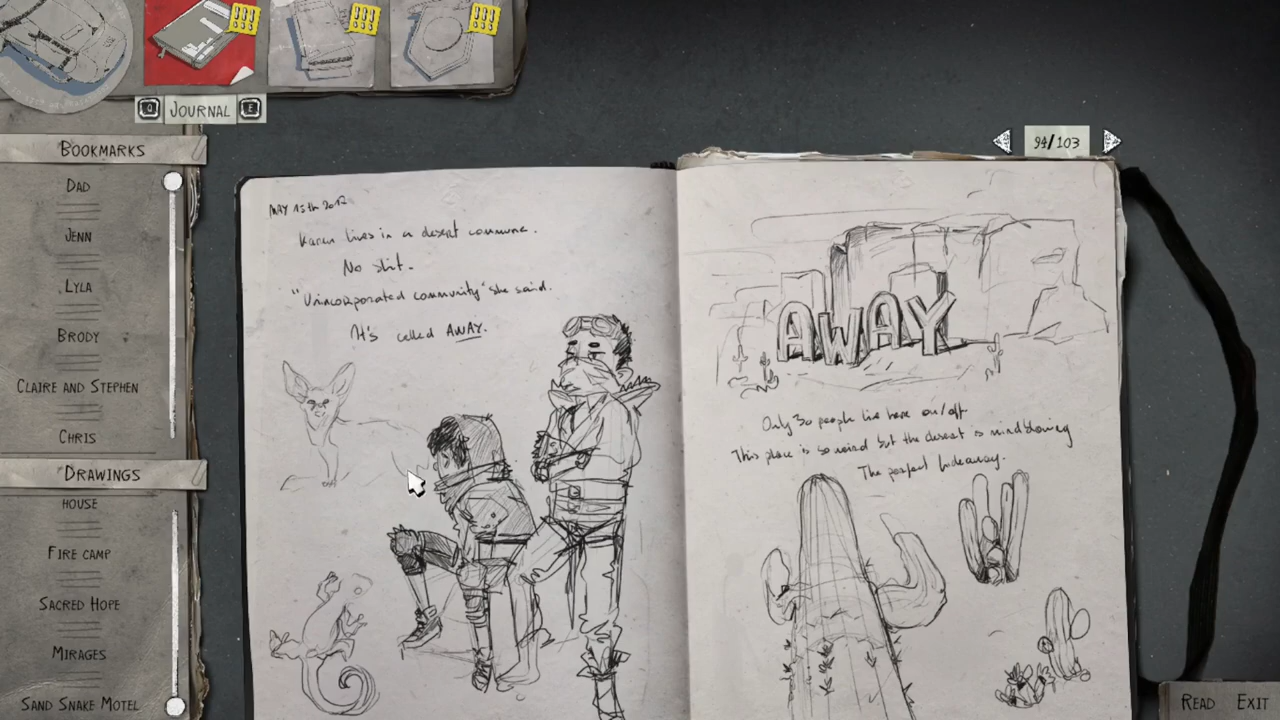 Q JOURNAL E
BOOKMARKS
DAD
JENN
LYLA
BRODY
CLAIRE AND STEPHEN
CHRIS
DRAWINGS
HOUSE
FIRE CAMP
SACRED HOPE
MIRAGES
SAND SNAKE MOTEL
94/103
MAY 15th 2017
Karen lives in a desert commune.
No shit.
"Unincorporated community" she said.
It's called AWAY.
AWAY
Only 30 people live here on/off
This place is so weird but the desert is mindblowing
The perfect hideaway.
READ EXIT